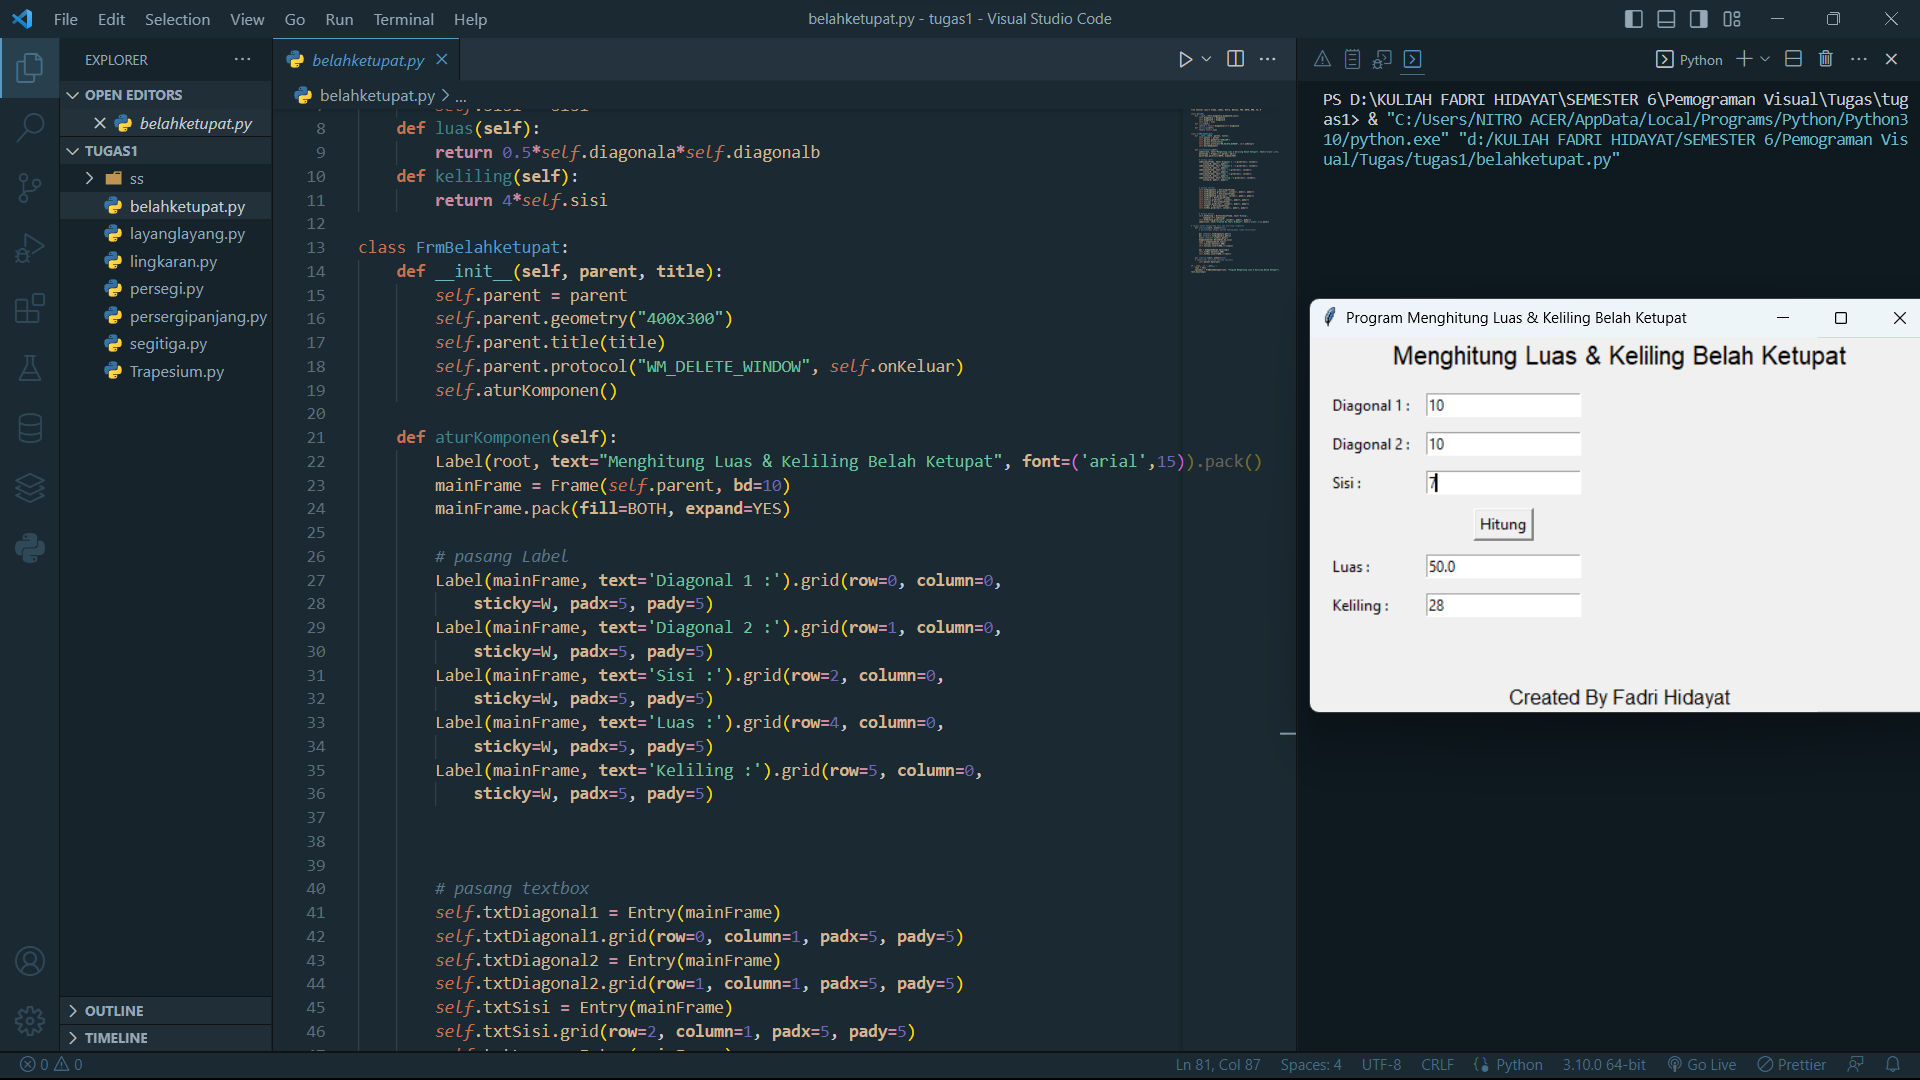 File Edit Selection View Go Run Terminal Help
belahketupat.py - tugas1 - Visual Studio Code
EXPLORER
OPEN EDITORS
belahketupat.py
TUGAS1
ss
belahketupat.py
layanglayang.py
lingkaran.py
persegi.py
persergipanjang.py
segitiga.py
Trapesium.py
OUTLINE
TIMELINE
belahketupat.py
belahketupat.py > ...
8 def luas(self):
9 return 0.5*self.diagonala*self.diagonalb
10 def keliling(self):
11 return 4*self.sisi
12
13 class FrmBelahketupat:
14 def __init__(self, parent, title):
15 self.parent = parent
16 self.parent.geometry("400x300")
17 self.parent.title(title)
18 self.parent.protocol("WM_DELETE_WINDOW", self.onKeluar)
19 self.aturKomponen()
20
21 def aturKomponen(self):
22 Label(root, text="Menghitung Luas & Keliling Belah Ketupat", font=('arial',15)).pack()
23 mainFrame = Frame(self.parent, bd=10)
24 mainFrame.pack(fill=BOTH, expand=YES)
25
26 # pasang Label
27 Label(mainFrame, text='Diagonal 1 :').grid(row=0, column=0,
28 sticky=W, padx=5, pady=5)
29 Label(mainFrame, text='Diagonal 2 :').grid(row=1, column=0,
30 sticky=W, padx=5, pady=5)
31 Label(mainFrame, text='Sisi :').grid(row=2, column=0,
32 sticky=W, padx=5, pady=5)
33 Label(mainFrame, text='Luas :').grid(row=4, column=0,
34 sticky=W, padx=5, pady=5)
35 Label(mainFrame, text='Keliling :').grid(row=5, column=0,
36 sticky=W, padx=5, pady=5)
37
38
39
40 # pasang textbox
41 self.txtDiagonal1 = Entry(mainFrame)
42 self.txtDiagonal1.grid(row=0, column=1, padx=5, pady=5)
43 self.txtDiagonal2 = Entry(mainFrame)
44 self.txtDiagonal2.grid(row=1, column=1, padx=5, pady=5)
45 self.txtSisi = Entry(mainFrame)
46 self.txtSisi.grid(row=2, column=1, padx=5, pady=5)
Python
PS D:\KULIAH FADRI HIDAYAT\SEMESTER 6\Pemograman Visual\Tugas\tug
as1> & "C:/Users/NITRO ACER/AppData/Local/Programs/Python/Python3
10/python.exe" "d:/KULIAH FADRI HIDAYAT/SEMESTER 6/Pemograman Vis
ual/Tugas/tugas1/belahketupat.py"
Program Menghitung Luas & Keliling Belah Ketupat
Menghitung Luas & Keliling Belah Ketupat
Diagonal 1 : 10
Diagonal 2 : 10
Sisi : 7
Hitung
Luas : 50.0
Keliling : 28
Created By Fadri Hidayat
0 0
Ln 81, Col 87 Spaces: 4 UTF-8 CRLF Python 3.10.0 64-bit Go Live Prettier